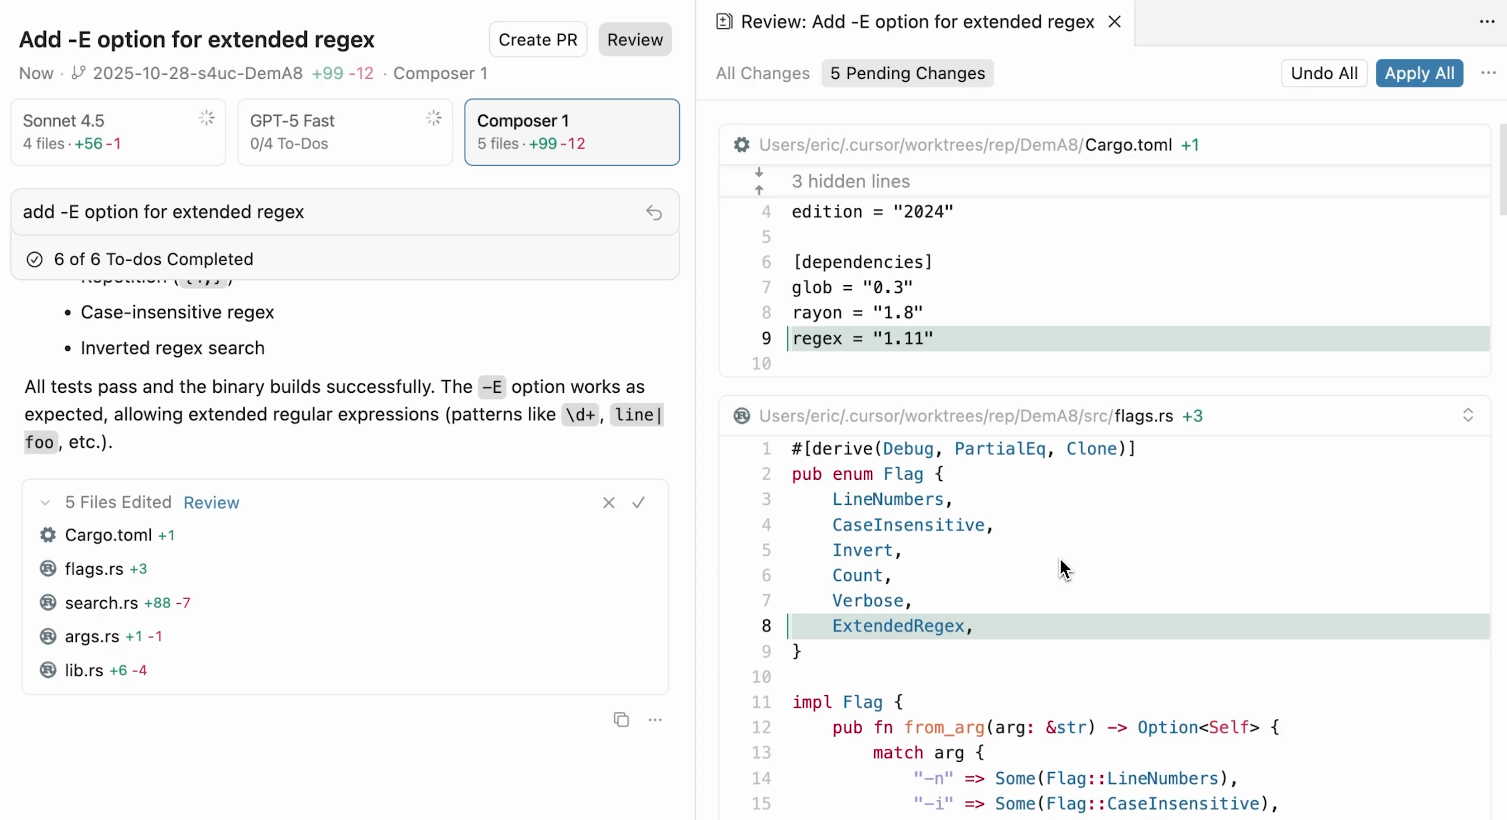 Add -E option for extended regex
Create PR
Review
Now · 2025-10-28-s4uc-DemA8 +99 -12 · Composer 1
Sonnet 4.5
4 files · +56 -1
GPT-5 Fast
0/4 To-Dos
Composer 1
5 files · +99 -12
add -E option for extended regex
6 of 6 To-dos Completed
• Case-insensitive regex
• Inverted regex search
All tests pass and the binary builds successfully. The -E option works as
expected, allowing extended regular expressions (patterns like \d+, line|
foo, etc.).
5 Files Edited Review
Cargo.toml +1
flags.rs +3
search.rs +88 -7
args.rs +1 -1
lib.rs +6 -4
Review: Add -E option for extended regex
All Changes
5 Pending Changes
Undo All
Apply All
Users/eric/.cursor/worktrees/rep/DemA8/Cargo.toml +1
3 hidden lines
4 edition = "2024"
5
6 [dependencies]
7 glob = "0.3"
8 rayon = "1.8"
9 regex = "1.11"
10
Users/eric/.cursor/worktrees/rep/DemA8/src/flags.rs +3
1 #[derive(Debug, PartialEq, Clone)]
2 pub enum Flag {
3 LineNumbers,
4 CaseInsensitive,
5 Invert,
6 Count,
7 Verbose,
8 ExtendedRegex,
9 }
10
11 impl Flag {
12 pub fn from_arg(arg: &str) -> Option<Self> {
13 match arg {
14 "-n" => Some(Flag::LineNumbers),
15 "-i" => Some(Flag::CaseInsensitive),